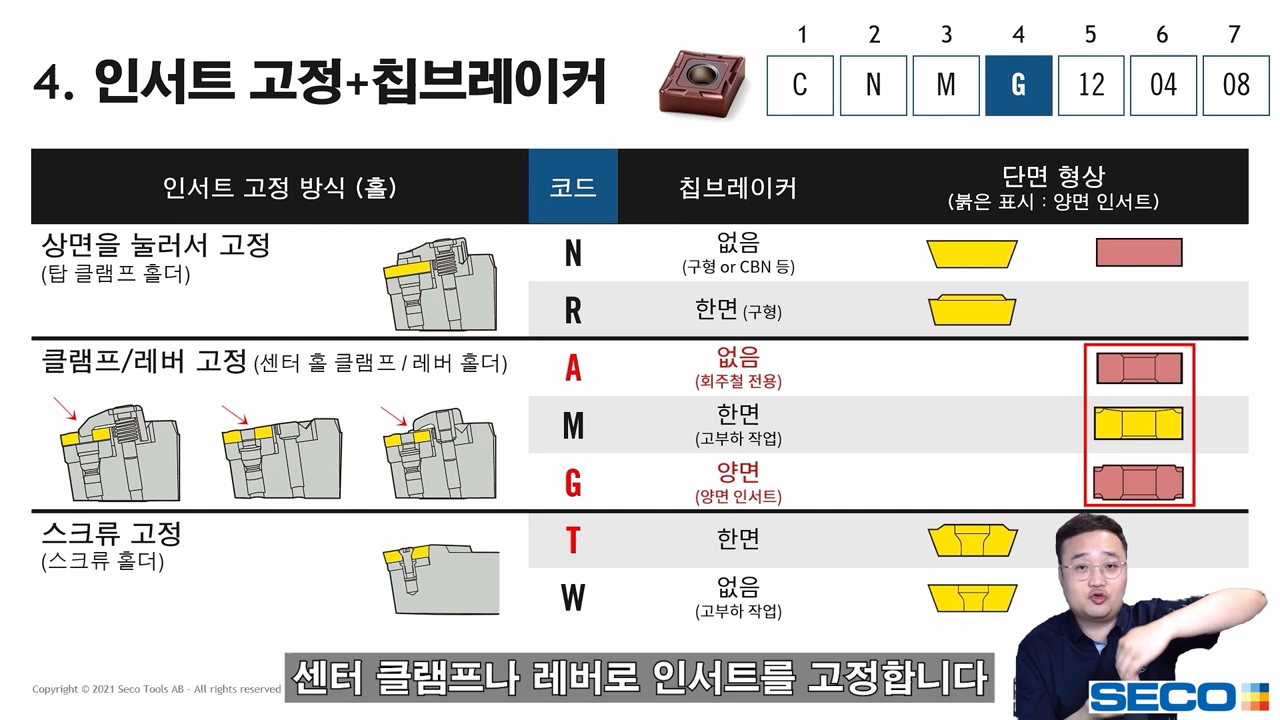 4. 인서트 고정+칩브레이커
1 2 3 4 5 6 7
C N M G 12 04 08
인서트 고정 방식 (홀) 코드 칩브레이커 단면 형상
(붉은 표시 : 양면 인서트)
상면을 눌러서 고정
(탑 클램프 홀더)
N 없음
(구형 or CBN 등)
R 한면 (구형)
클램프/레버 고정 (센터 홀 클램프 / 레버 홀더)
A 없음
(회주철 전용)
M 한면
(고부하 작업)
G 양면
(양면 인서트)
스크류 고정
(스크류 홀더)
T 한면
W 없음
(고부하 작업)
센터 클램프나 레버로 인서트를 고정합니다
Copyright © 2021 Seco Tools AB - All rights reserved
SECO